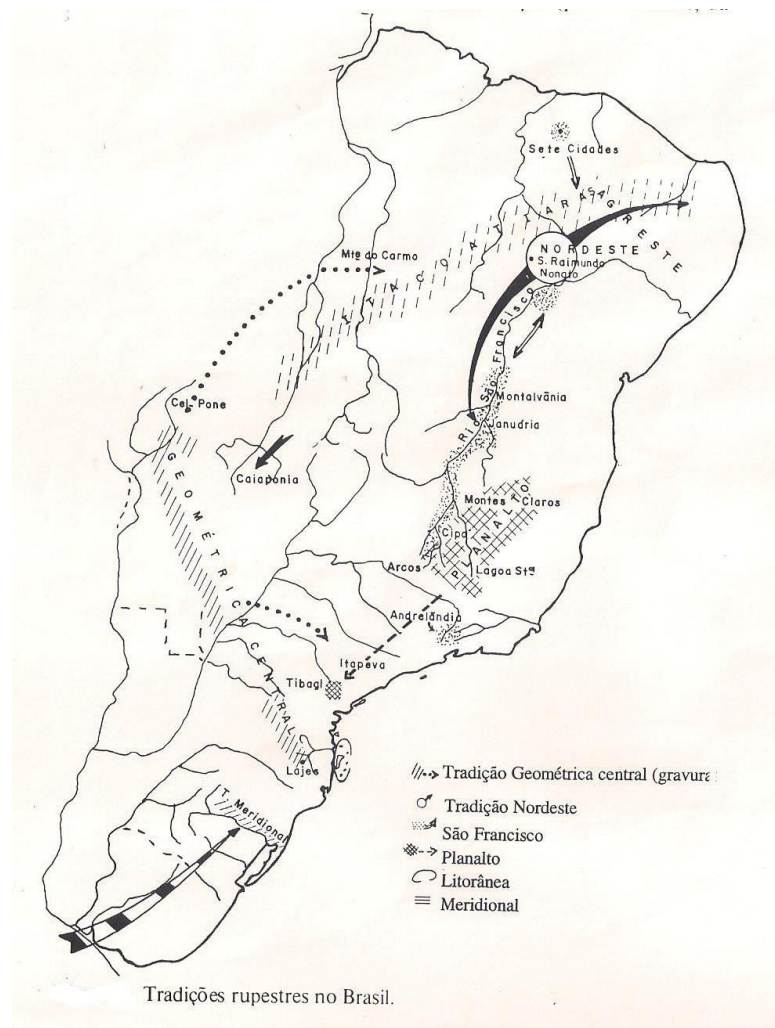 Sete Cidades
ITACOATIARAS
AGRESTE
NORDESTE
S. Raimundo
Nonato
Mte do Carmo
Rio São Francisco
Montalvânia
Cel. Pone
Janudria
GEOMÉTRICA CENTRAL
Caiaponia
Montes Claros
PLANALTO
Cipó
Arcos
Lagoa Sta
Andrelândia
Itapeva
Tibagi
Lajes
T. Meridional
Tradição Geométrica central (gravura
Tradição Nordeste
São Francisco
Planalto
Litorânea
Meridional
Tradições rupestres no Brasil.